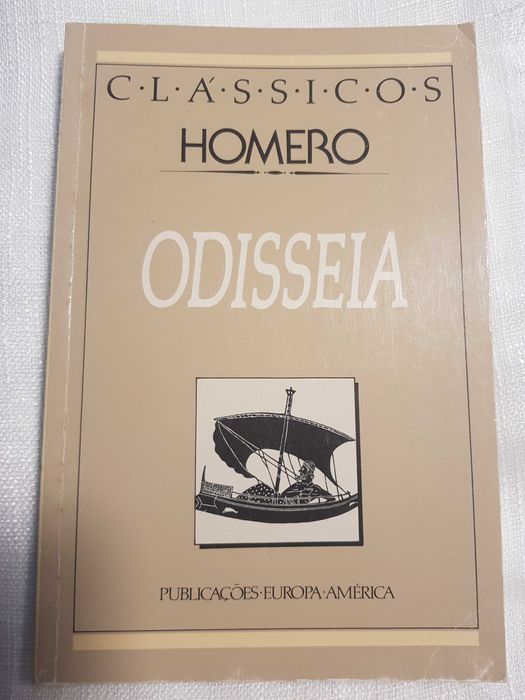 C·L·Á·S·S·I·C·O·S
HOMERO
ODISSEIA
PUBLICAÇÕES·EUROPA·AMÉRICA